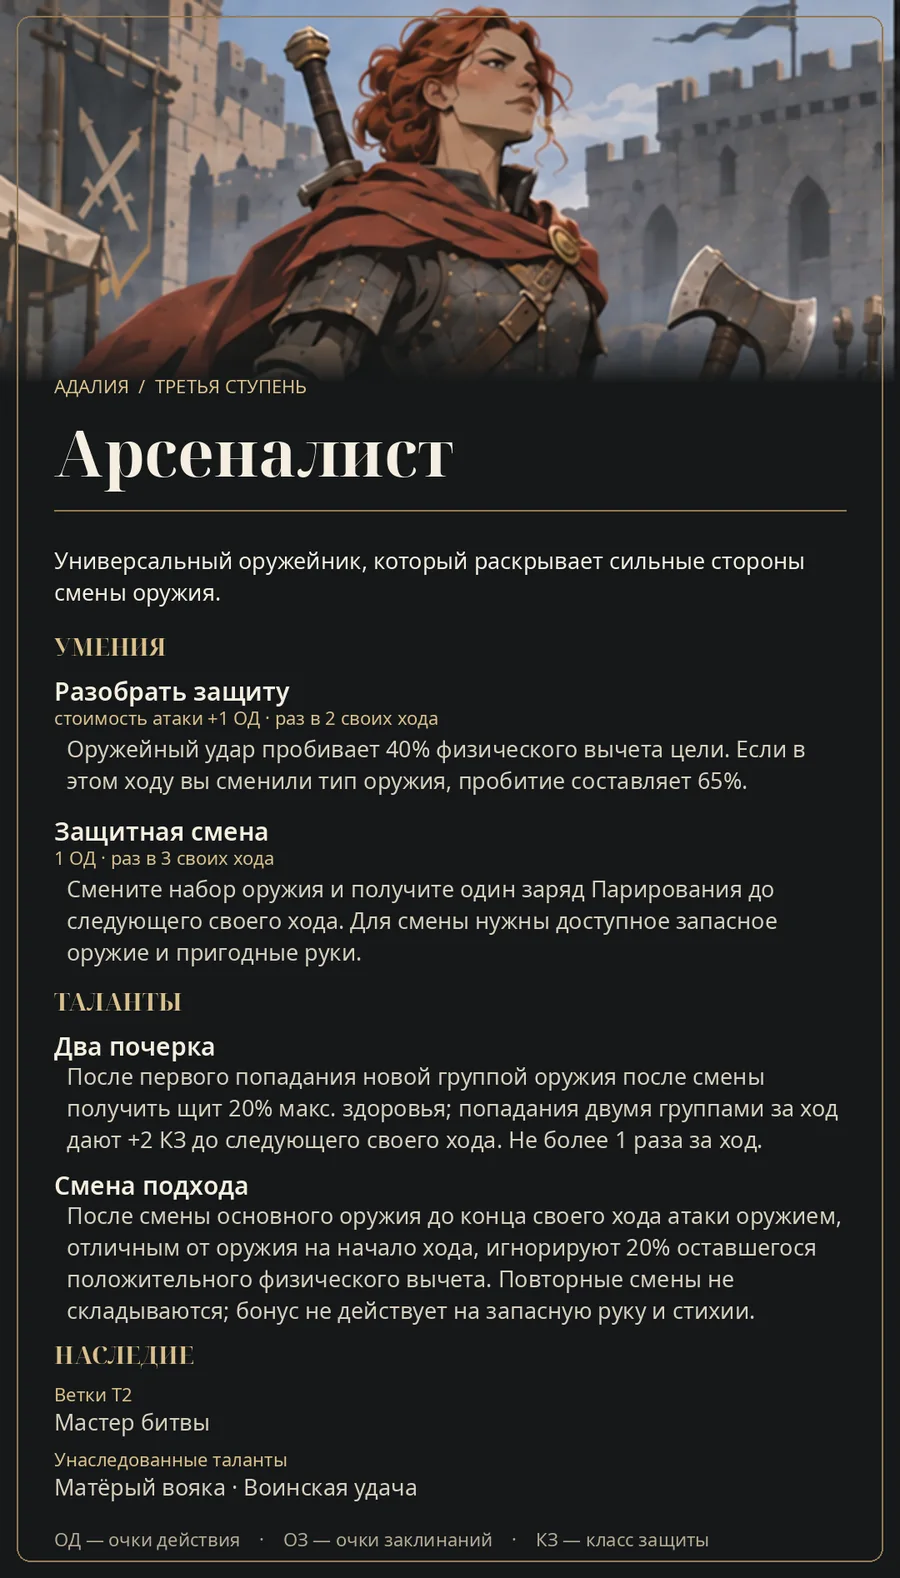 АДАЛИЯ / ТРЕТЬЯ СТУПЕНЬ
Арсеналист
Универсальный оружейник, который раскрывает сильные стороны
смены оружия.
УМЕНИЯ
Разобрать защиту
стоимость атаки +1 ОД · раз в 2 своих хода
Оружейный удар пробивает 40% физического вычета цели. Если в
этом ходу вы сменили тип оружия, пробитие составляет 65%.
Защитная смена
1 ОД · раз в 3 своих хода
Смените набор оружия и получите один заряд Парирования до
следующего своего хода. Для смены нужны доступное запасное
оружие и пригодные руки.
ТАЛАНТЫ
Два почерка
После первого попадания новой группой оружия после смены
получить щит 20% макс. здоровья; попадания двумя группами за ход
дают +2 КЗ до следующего своего хода. Не более 1 раза за ход.
Смена подхода
После смены основного оружия до конца своего хода атаки оружием,
отличным от оружия на начало хода, игнорируют 20% оставшегося
положительного физического вычета. Повторные смены не
складываются; бонус не действует на запасную руку и стихии.
НАСЛЕДИЕ
Ветки Т2
Мастер битвы
Унаследованные таланты
Матёрый вояка · Воинская удача
ОД — очки действия · ОЗ — очки заклинаний · КЗ — класс защиты